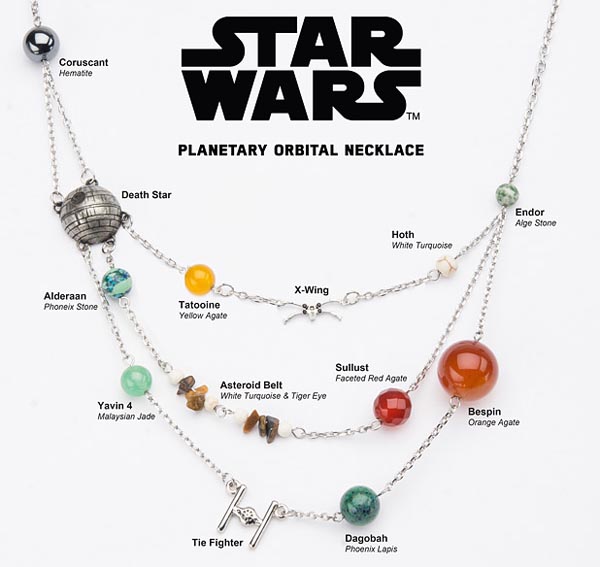 STAR
WARS
TM
PLANETARY ORBITAL NECKLACE
Coruscant
Hematite
Death Star
Endor
Alge Stone
Hoth
White Turquoise
X-Wing
Alderaan
Phoneix Stone
Tatooine
Yellow Agate
Sullust
Faceted Red Agate
Asteroid Belt
White Turquoise & Tiger Eye
Yavin 4
Malaysian Jade
Bespin
Orange Agate
Tie Fighter
Dagobah
Phoenix Lapis